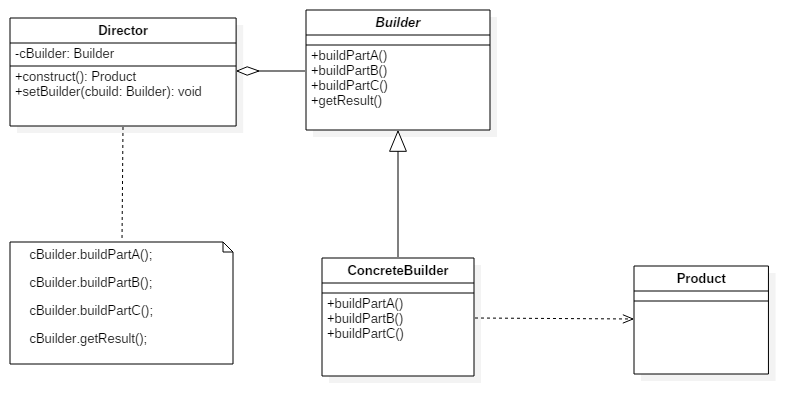 Director
-cBuilder: Builder
+construct(): Product
+setBuilder(cbuild: Builder): void
Builder
+buildPartA()
+buildPartB()
+buildPartC()
+getResult()
cBuilder.buildPartA();
cBuilder.buildPartB();
cBuilder.buildPartC();
cBuilder.getResult();
ConcreteBuilder
+buildPartA()
+buildPartB()
+buildPartC()
Product